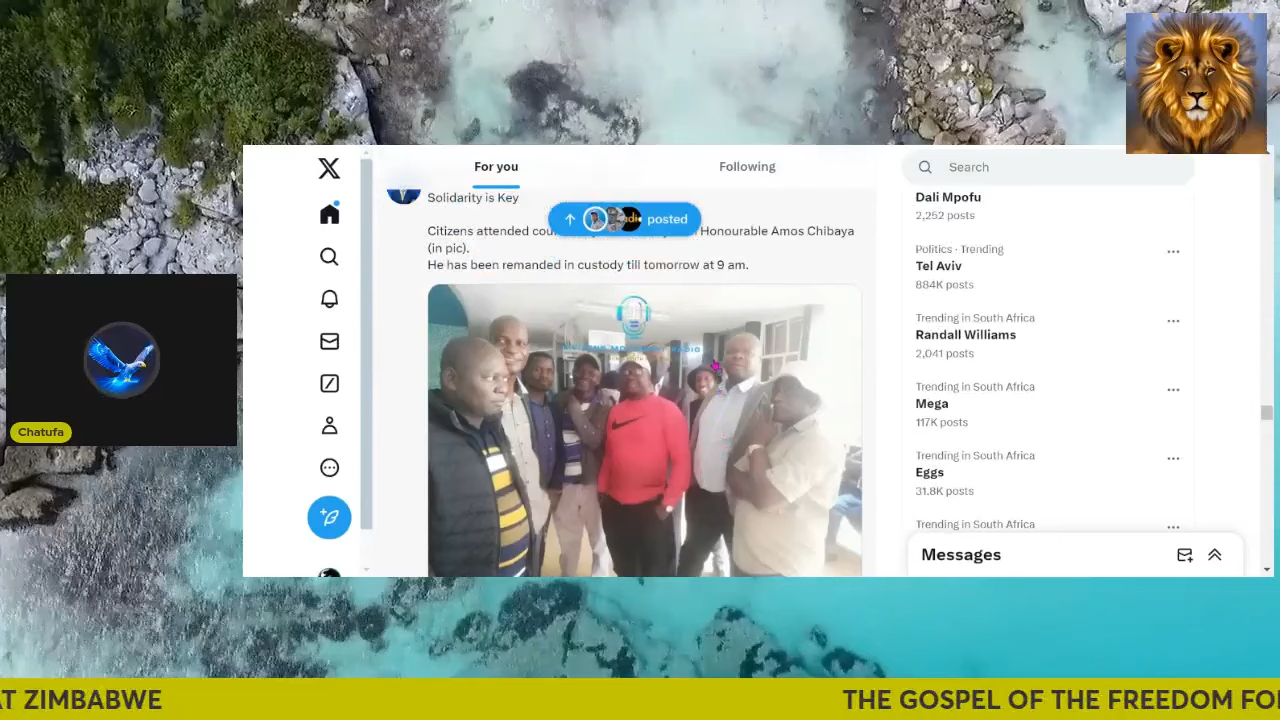 For you
Following
Search
Solidarity is Key
posted
Citizens attended Honourable Amos Chibaya
(in pic).
He has been remanded in custody till tomorrow at 9 am.
Dali Mpofu
2,252 posts
Politics · Trending
Tel Aviv
884K posts
Trending in South Africa
Randall Williams
2,041 posts
Trending in South Africa
Mega
117K posts
Trending in South Africa
Eggs
31.8K posts
Trending in South Africa
Messages
Chatufa
AT ZIMBABWE
THE GOSPEL OF THE FREEDOM